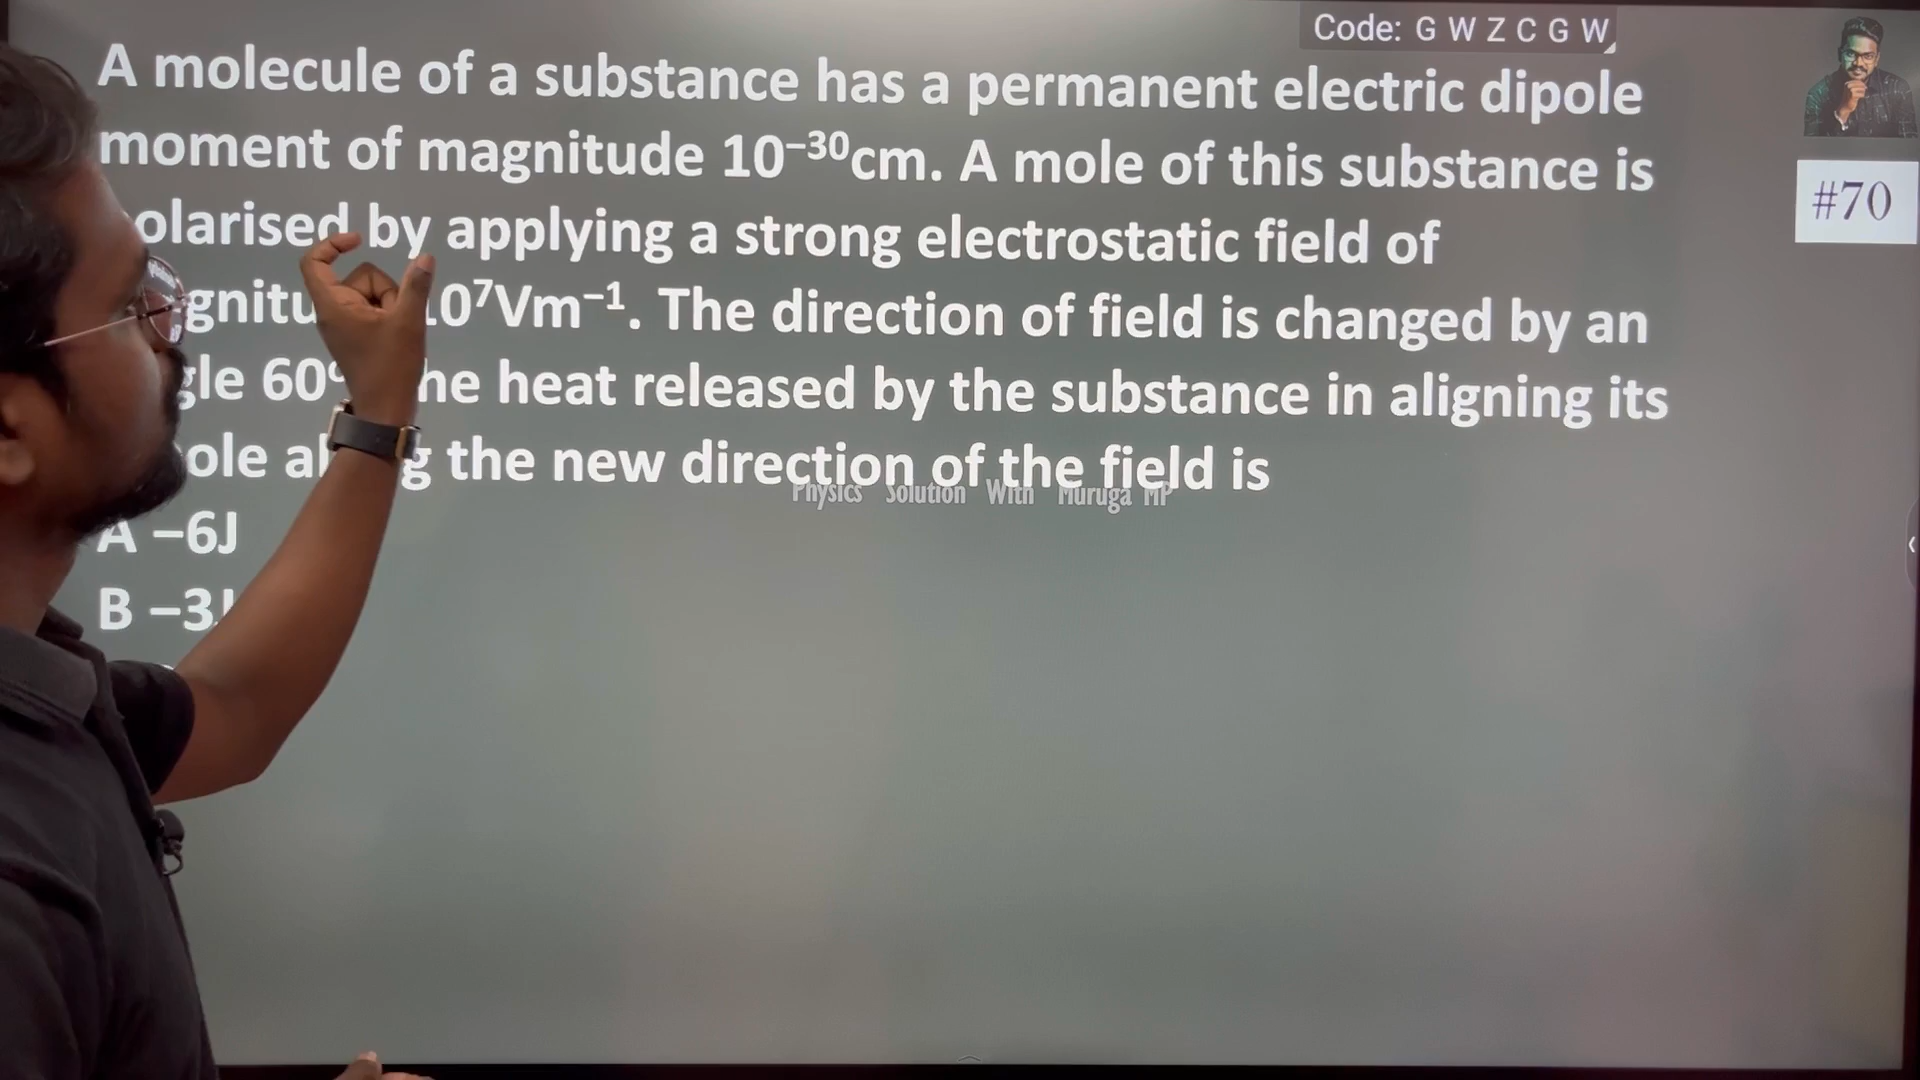 Code: G W Z C G W
A molecule of a substance has a permanent electric dipole
moment of magnitude 10⁻³⁰cm. A mole of this substance is
olarised by applying a strong electrostatic field of
gnitu 10⁷Vm⁻¹. The direction of field is changed by an
gle 60° he heat released by the substance in aligning its
ole al g the new direction of the field is
Physics Solution With Muruga MP
A −6J
B −3J
#70